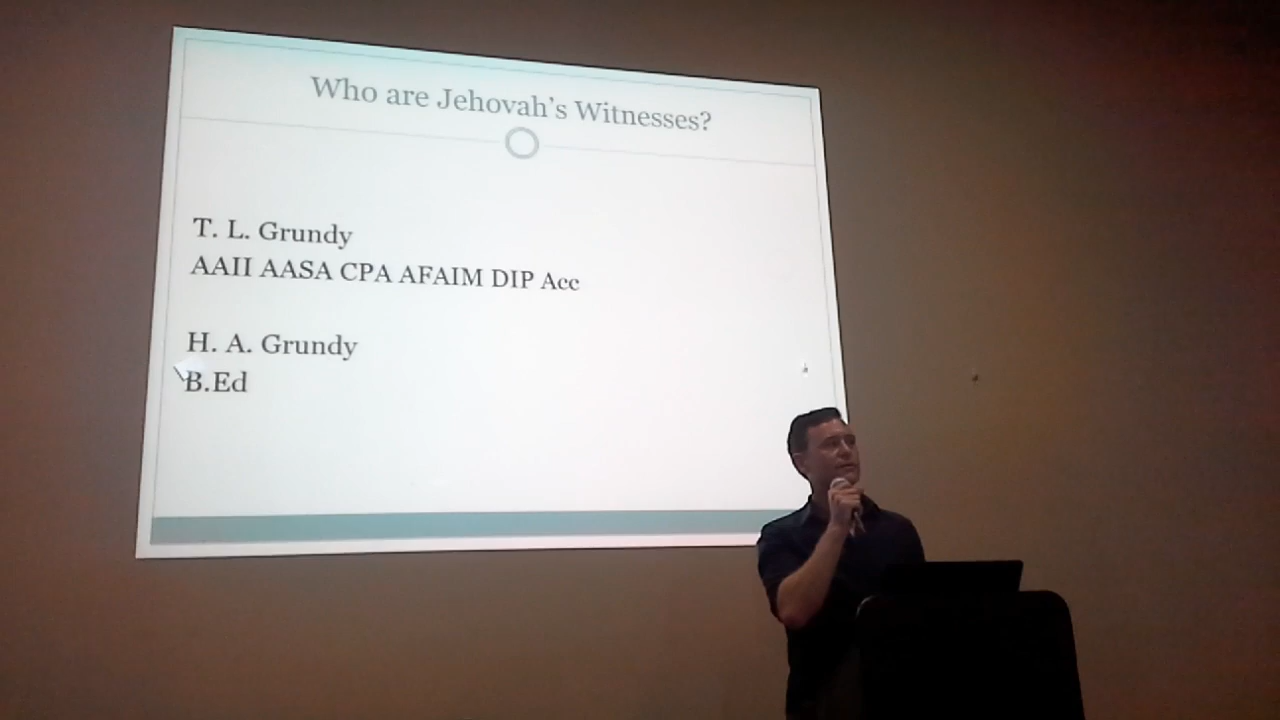 Who are Jehovah's Witnesses?
T. L. Grundy
AAII AASA CPA AFAIM DIP Acc
H. A. Grundy
B.Ed